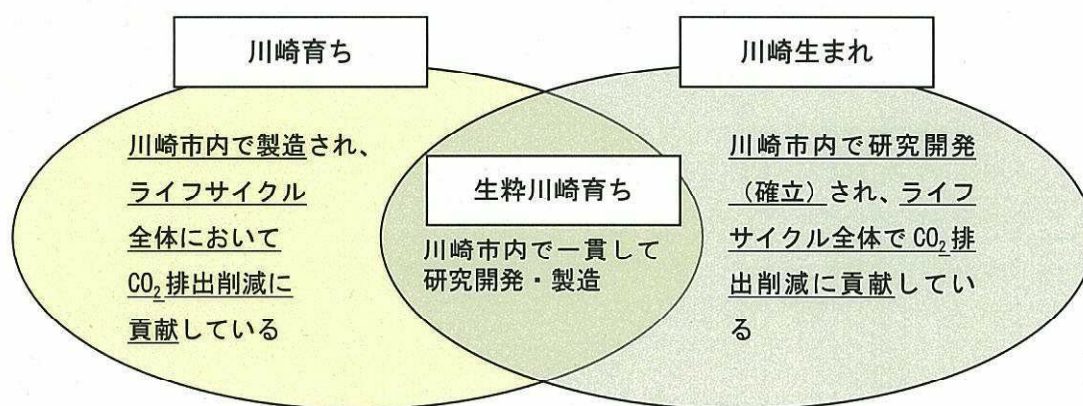 川崎育ち
川崎市内で製造され、
ライフサイクル
全体において
CO₂排出削減に
貢献している
生粋川崎育ち
川崎市内で一貫して
研究開発・製造
川崎生まれ
川崎市内で研究開発
（確立）され、ライフ
サイクル全体でCO₂排
出削減に貢献してい
る